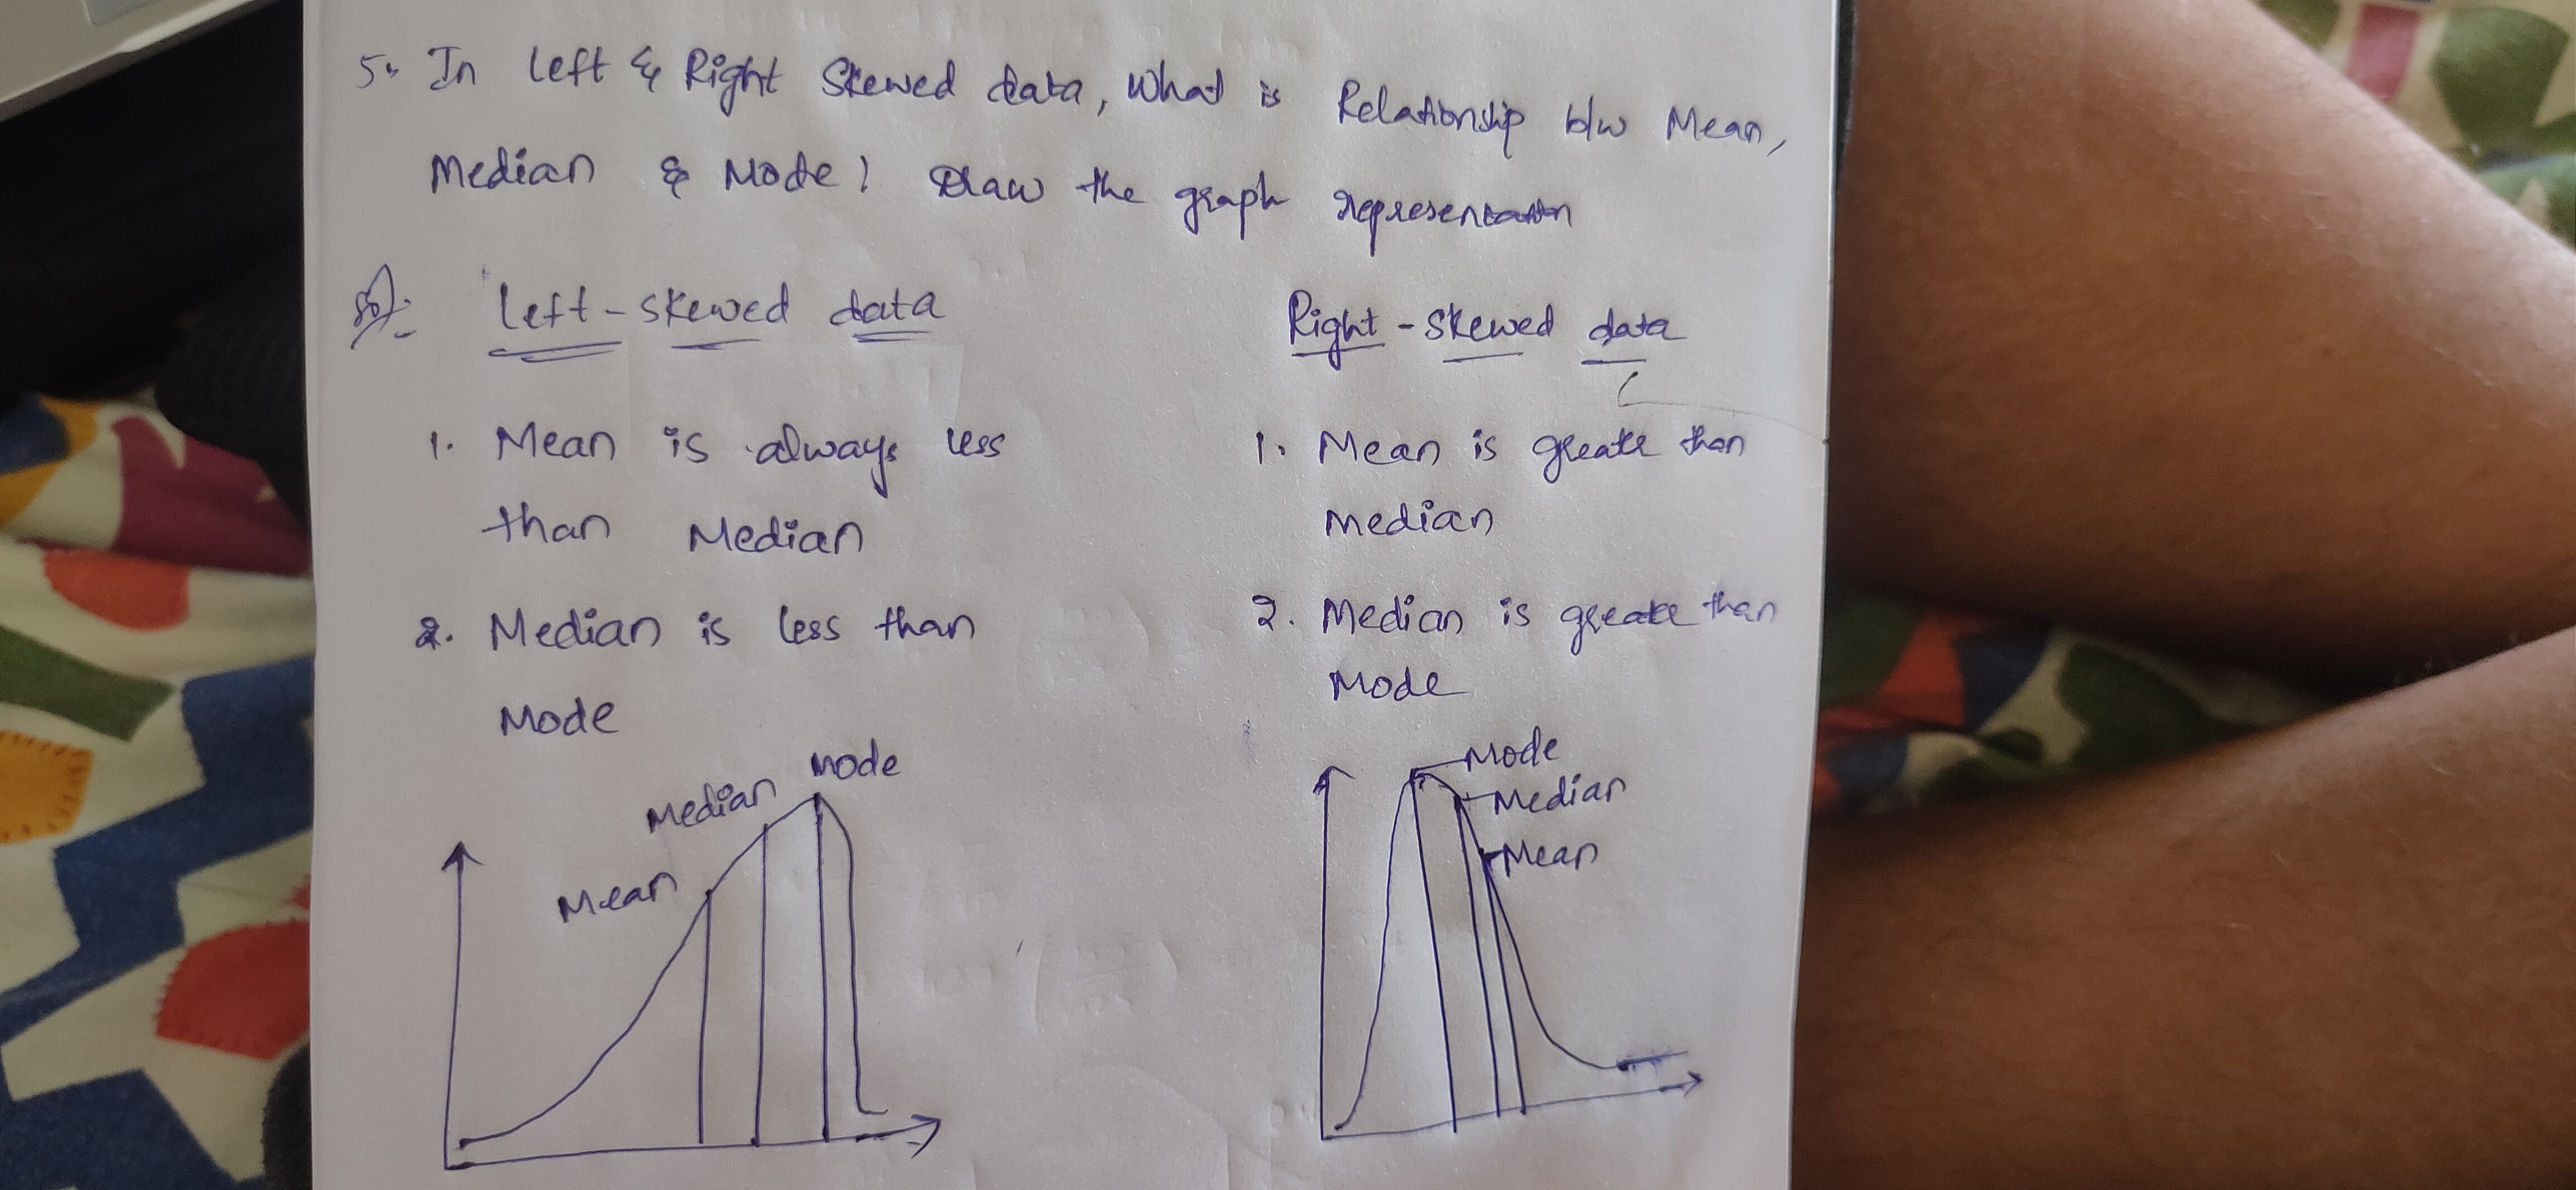 5. In Left & Right Skewed data, What is Relationship b/w Mean,
Median & Mode? Draw the graph representation
Sol:-
Left-skewed data
1. Mean is always less
than Median
2. Median is less than
Mode
Mean
Median
Mode
Right-skewed data
1. Mean is greate than
Median
2. Median is greate than
Mode
Mode
Median
Mean